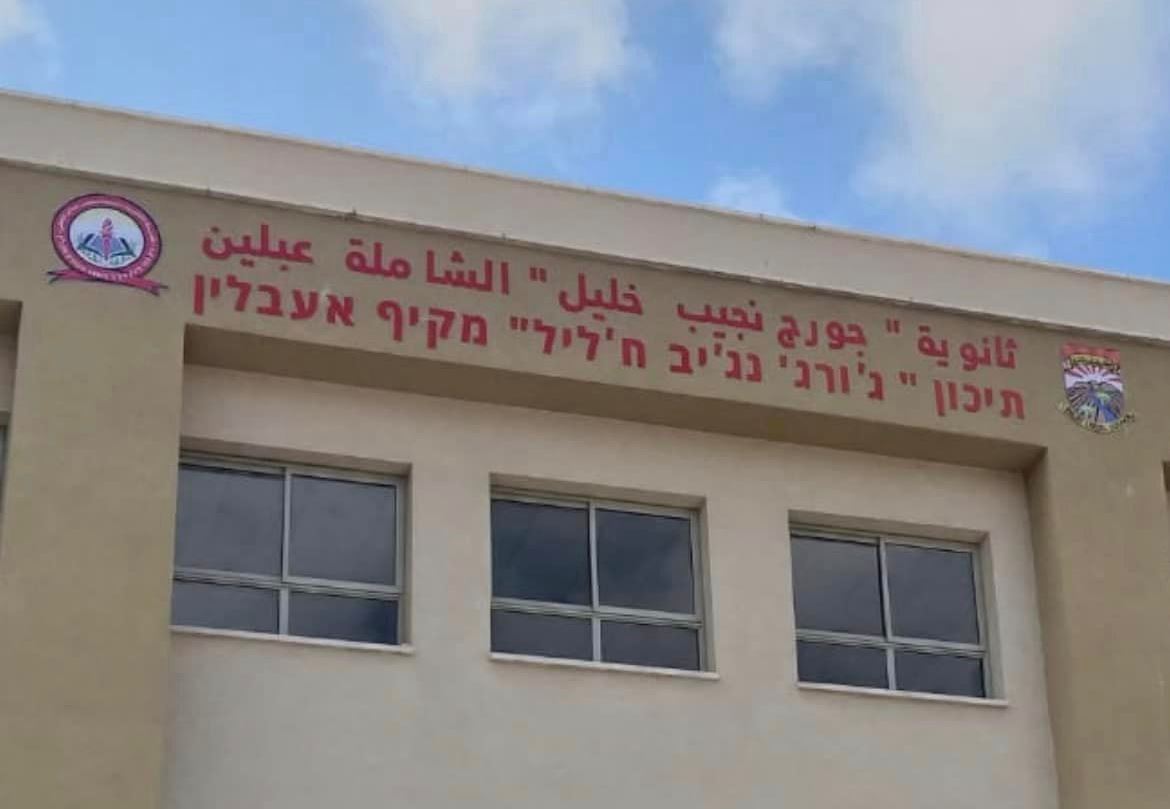 ثانوية " جورج نجيب خليل " الشاملة عبلين
תיכון " ג'ורג' נג'יב ח'ליל" מקיף אעבלין